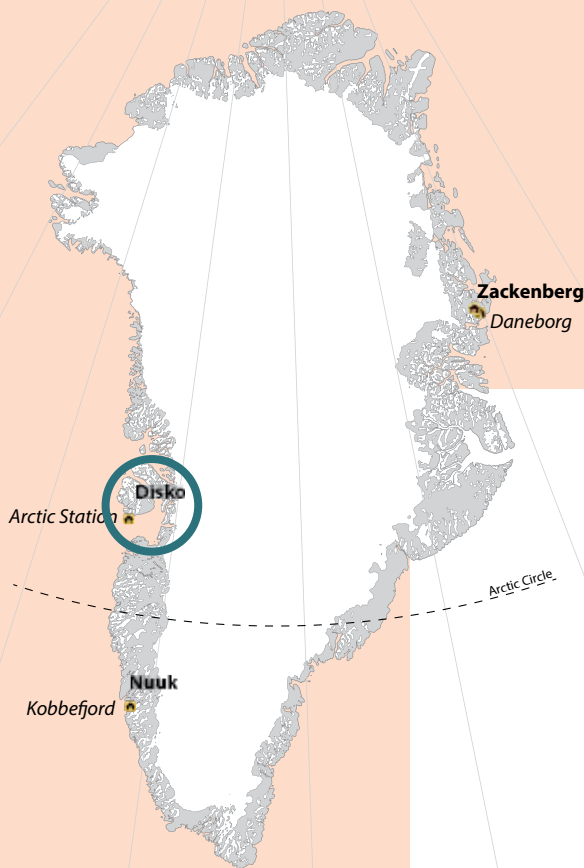 Zackenberg
Daneborg
Disko
Arctic Station
Arctic Circle
Nuuk
Kobbefjord